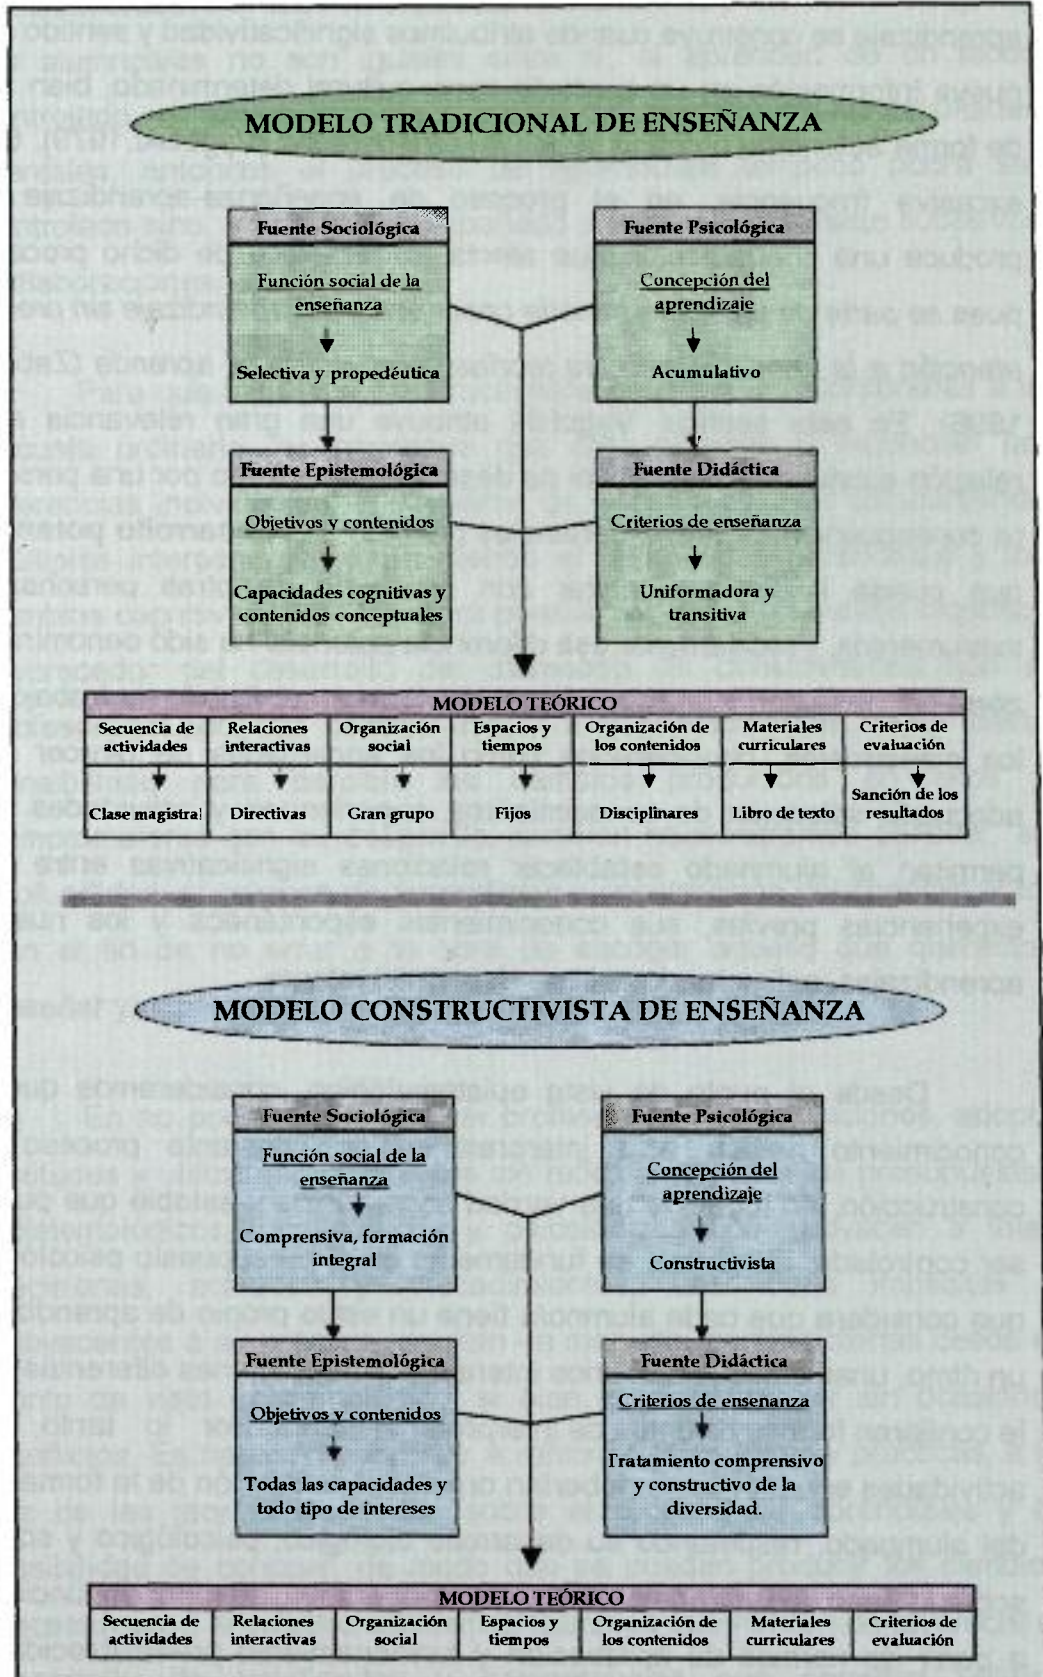 MODELO TRADICIONAL DE ENSEÑANZA
Fuente Sociológica
Función social de la
enseñanza
Selectiva y propedéutica
Fuente Psicológica
Concepción del
aprendizaje
Acumulativo
Fuente Epistemológica
Objetivos y contenidos
Capacidades cognitivas y
contenidos conceptuales
Fuente Didáctica
Criterios de enseñanza
Uniformadora y
transitiva
MODELO TEÓRICO
Secuencia de
actividades
Relaciones
interactivas
Organización
social
Espacios y
tiempos
Organización de
los contenidos
Materiales
curriculares
Criterios de
evaluación
Clase magistral
Directivas
Gran grupo
Fijos
Disciplinares
Libro de texto
Sanción de los
resultados
MODELO CONSTRUCTIVISTA DE ENSEÑANZA
Fuente Sociológica
Función social de la
enseñanza
Comprensiva, formación
integral
Fuente Psicológica
Concepción del
aprendizaje
Constructivista
Fuente Epistemológica
Objetivos y contenidos
Todas las capacidades y
todo tipo de intereses
Fuente Didáctica
Criterios de ensenanza
Tratamiento comprensivo
y constructivo de la
diversidad.
MODELO TEÓRICO
Secuencia de
actividades
Relaciones
interactivas
Organización
social
Espacios y
tiempos
Organización de
los contenidos
Materiales
curriculares
Criterios de
evaluación